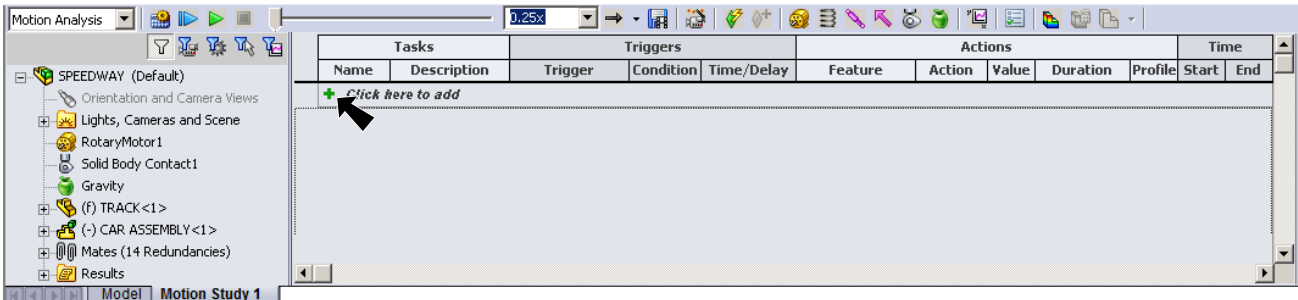 Motion Analysis
0.25x
Tasks Triggers Actions Time
Name Description Trigger Condition Time/Delay Feature Action Value Duration Profile Start End
Click here to add
SPEEDWAY (Default)
Orientation and Camera Views
Lights, Cameras and Scene
RotaryMotor1
Solid Body Contact1
Gravity
(f) TRACK<1>
(-) CAR ASSEMBLY<1>
Mates (14 Redundancies)
Results
Model Motion Study 1